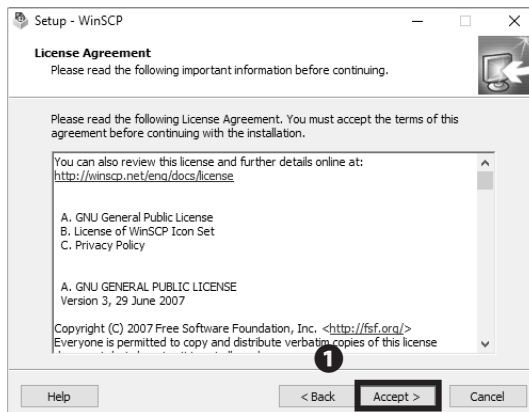 Setup - WinSCP
License Agreement
Please read the following important information before continuing.
Please read the following License Agreement. You must accept the terms of this
agreement before continuing with the installation.
You can also review this license and further details online at:
http://winscp.net/eng/docs/license
A. GNU General Public License
B. License of WinSCP Icon Set
C. Privacy Policy
A. GNU GENERAL PUBLIC LICENSE
Version 3, 29 June 2007
Copyright (C) 2007 Free Software Foundation, Inc. <http://fsf.org/>
Everyone is permitted to copy and distribute verbatim copies of this license
1
Help
< Back
Accept >
Cancel